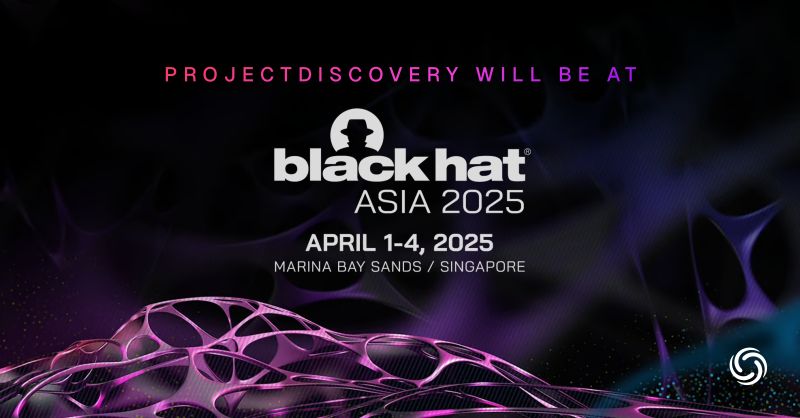 PROJECTDISCOVERY WILL BE AT
black hat®
ASIA 2025
APRIL 1-4, 2025
MARINA BAY SANDS / SINGAPORE